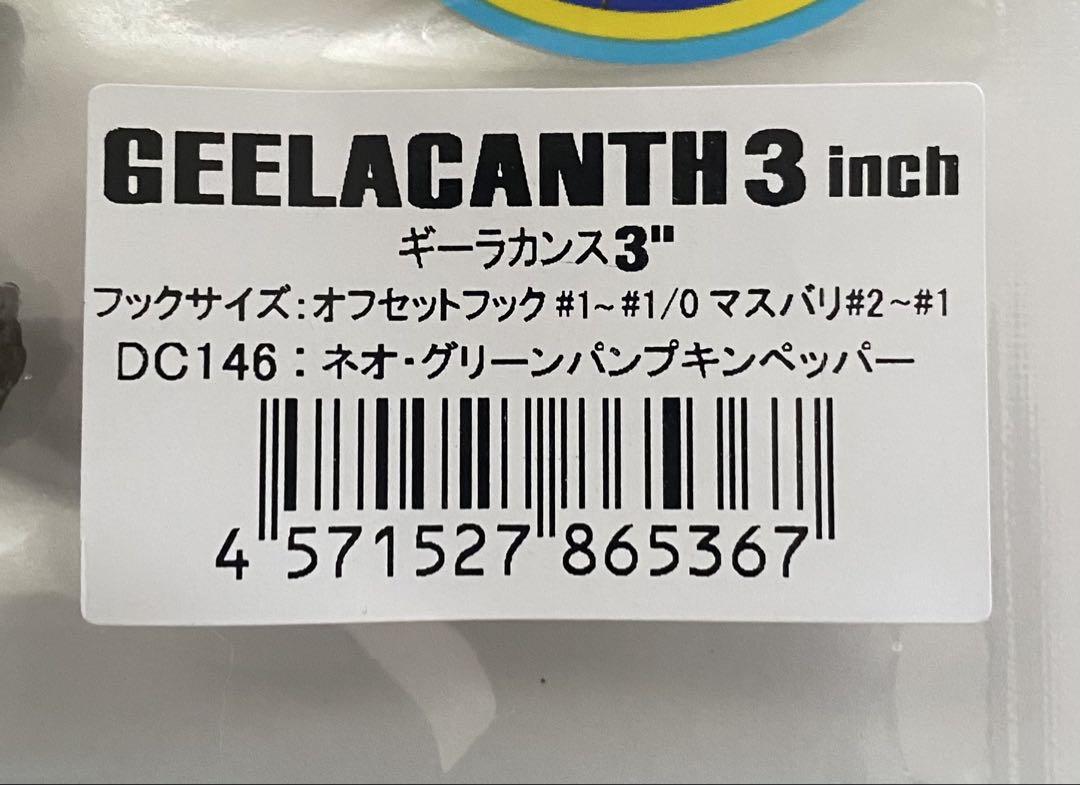 GEELACANTH 3 inch
ギーラカンス3"
フックサイズ:オフセットフック #1~#1/0 マスバリ#2~#1
DC146:ネオ・グリーンパンプキンペッパー
4 571527 865367